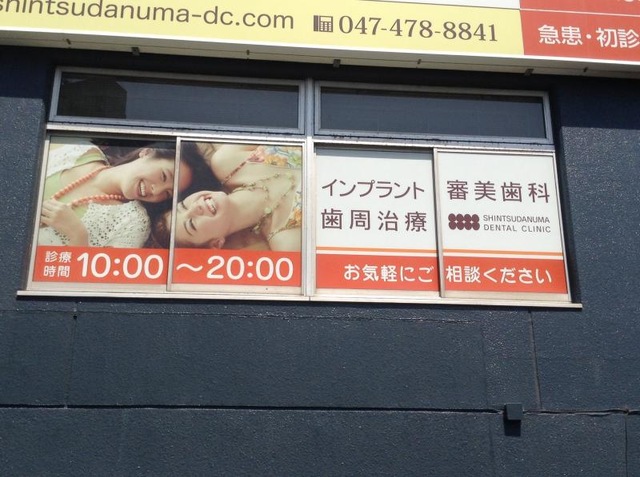 shintsudanuma-dc.com
047-478-8841
急患・初診
インプラント
歯周治療
審美歯科
SHINTSUDANUMA
DENTAL CLINIC
診療
時間 10:00～20:00
お気軽にご相談ください